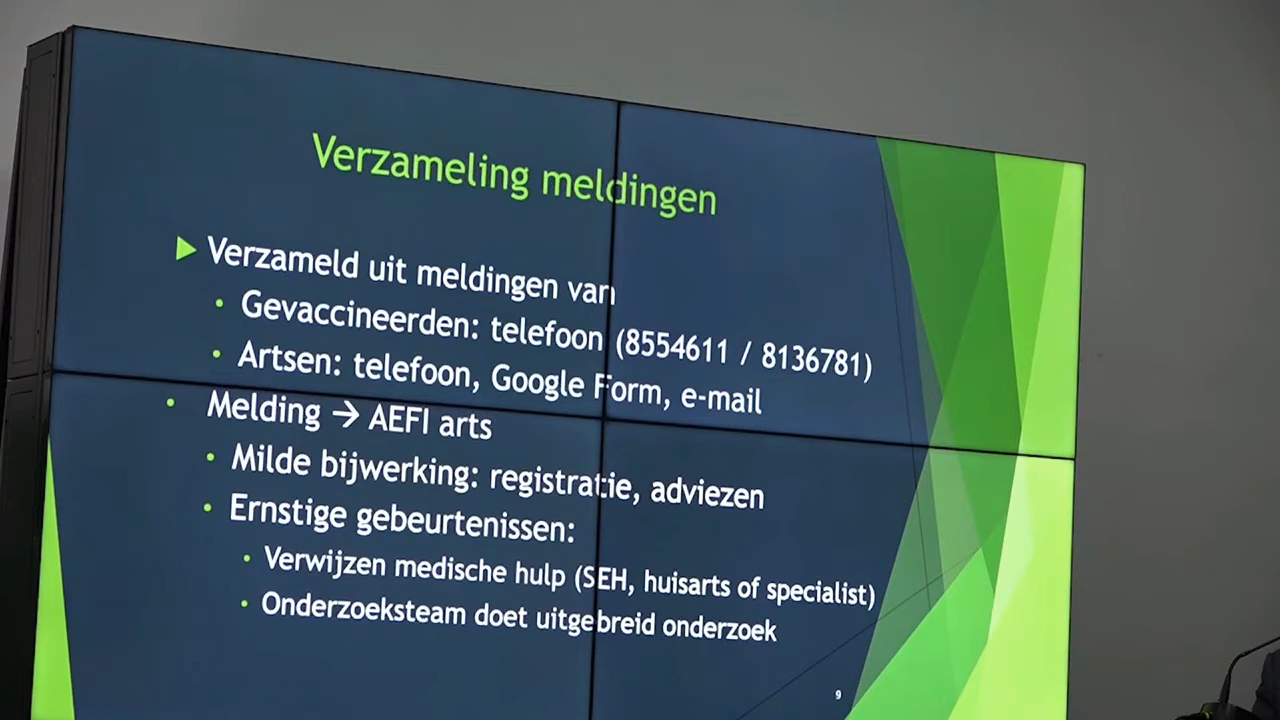 Verzameling meldingen
Verzameld uit meldingen van
• Gevaccineerden: telefoon (8554611 / 8136781)
• Artsen: telefoon, Google Form, e-mail
• Melding → AEFI arts
• Milde bijwerking: registratie, adviezen
• Ernstige gebeurtenissen:
• Verwijzen medische hulp (SEH, huisarts of specialist)
• Onderzoeksteam doet uitgebreid onderzoek
9